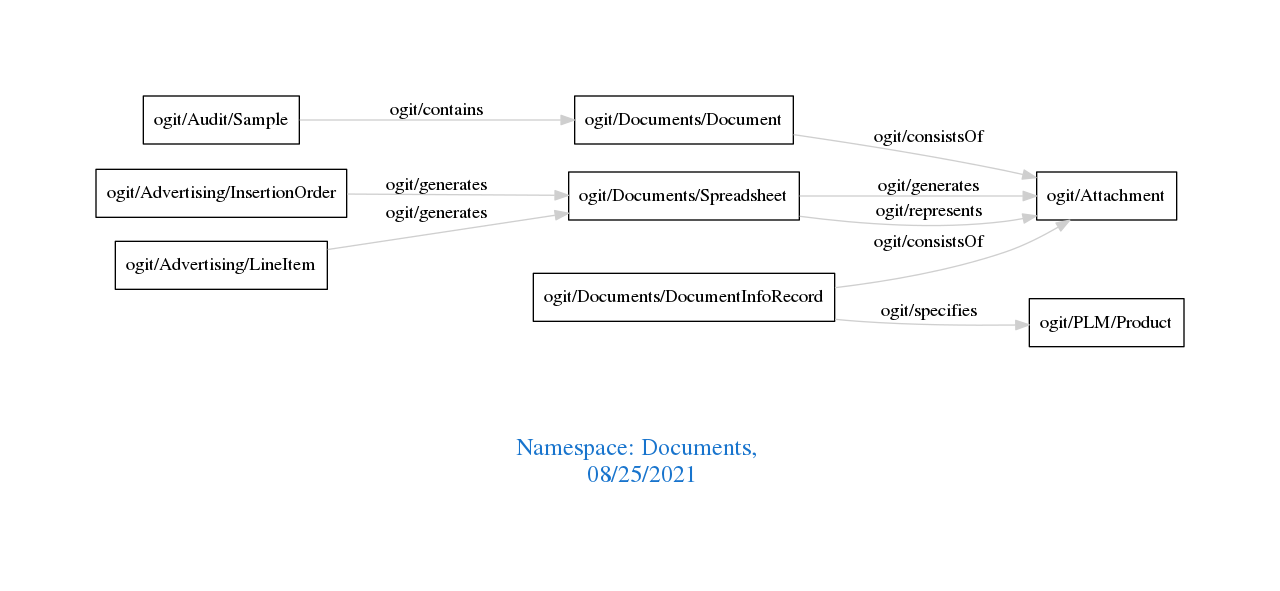 ogit/Audit/Sample
ogit/contains
ogit/Documents/Document
ogit/consistsOf
ogit/Advertising/InsertionOrder
ogit/generates
ogit/Documents/Spreadsheet
ogit/generates
ogit/Attachment
ogit/generates
ogit/represents
ogit/consistsOf
ogit/Advertising/LineItem
ogit/Documents/DocumentInfoRecord
ogit/specifies
ogit/PLM/Product
Namespace: Documents,
08/25/2021